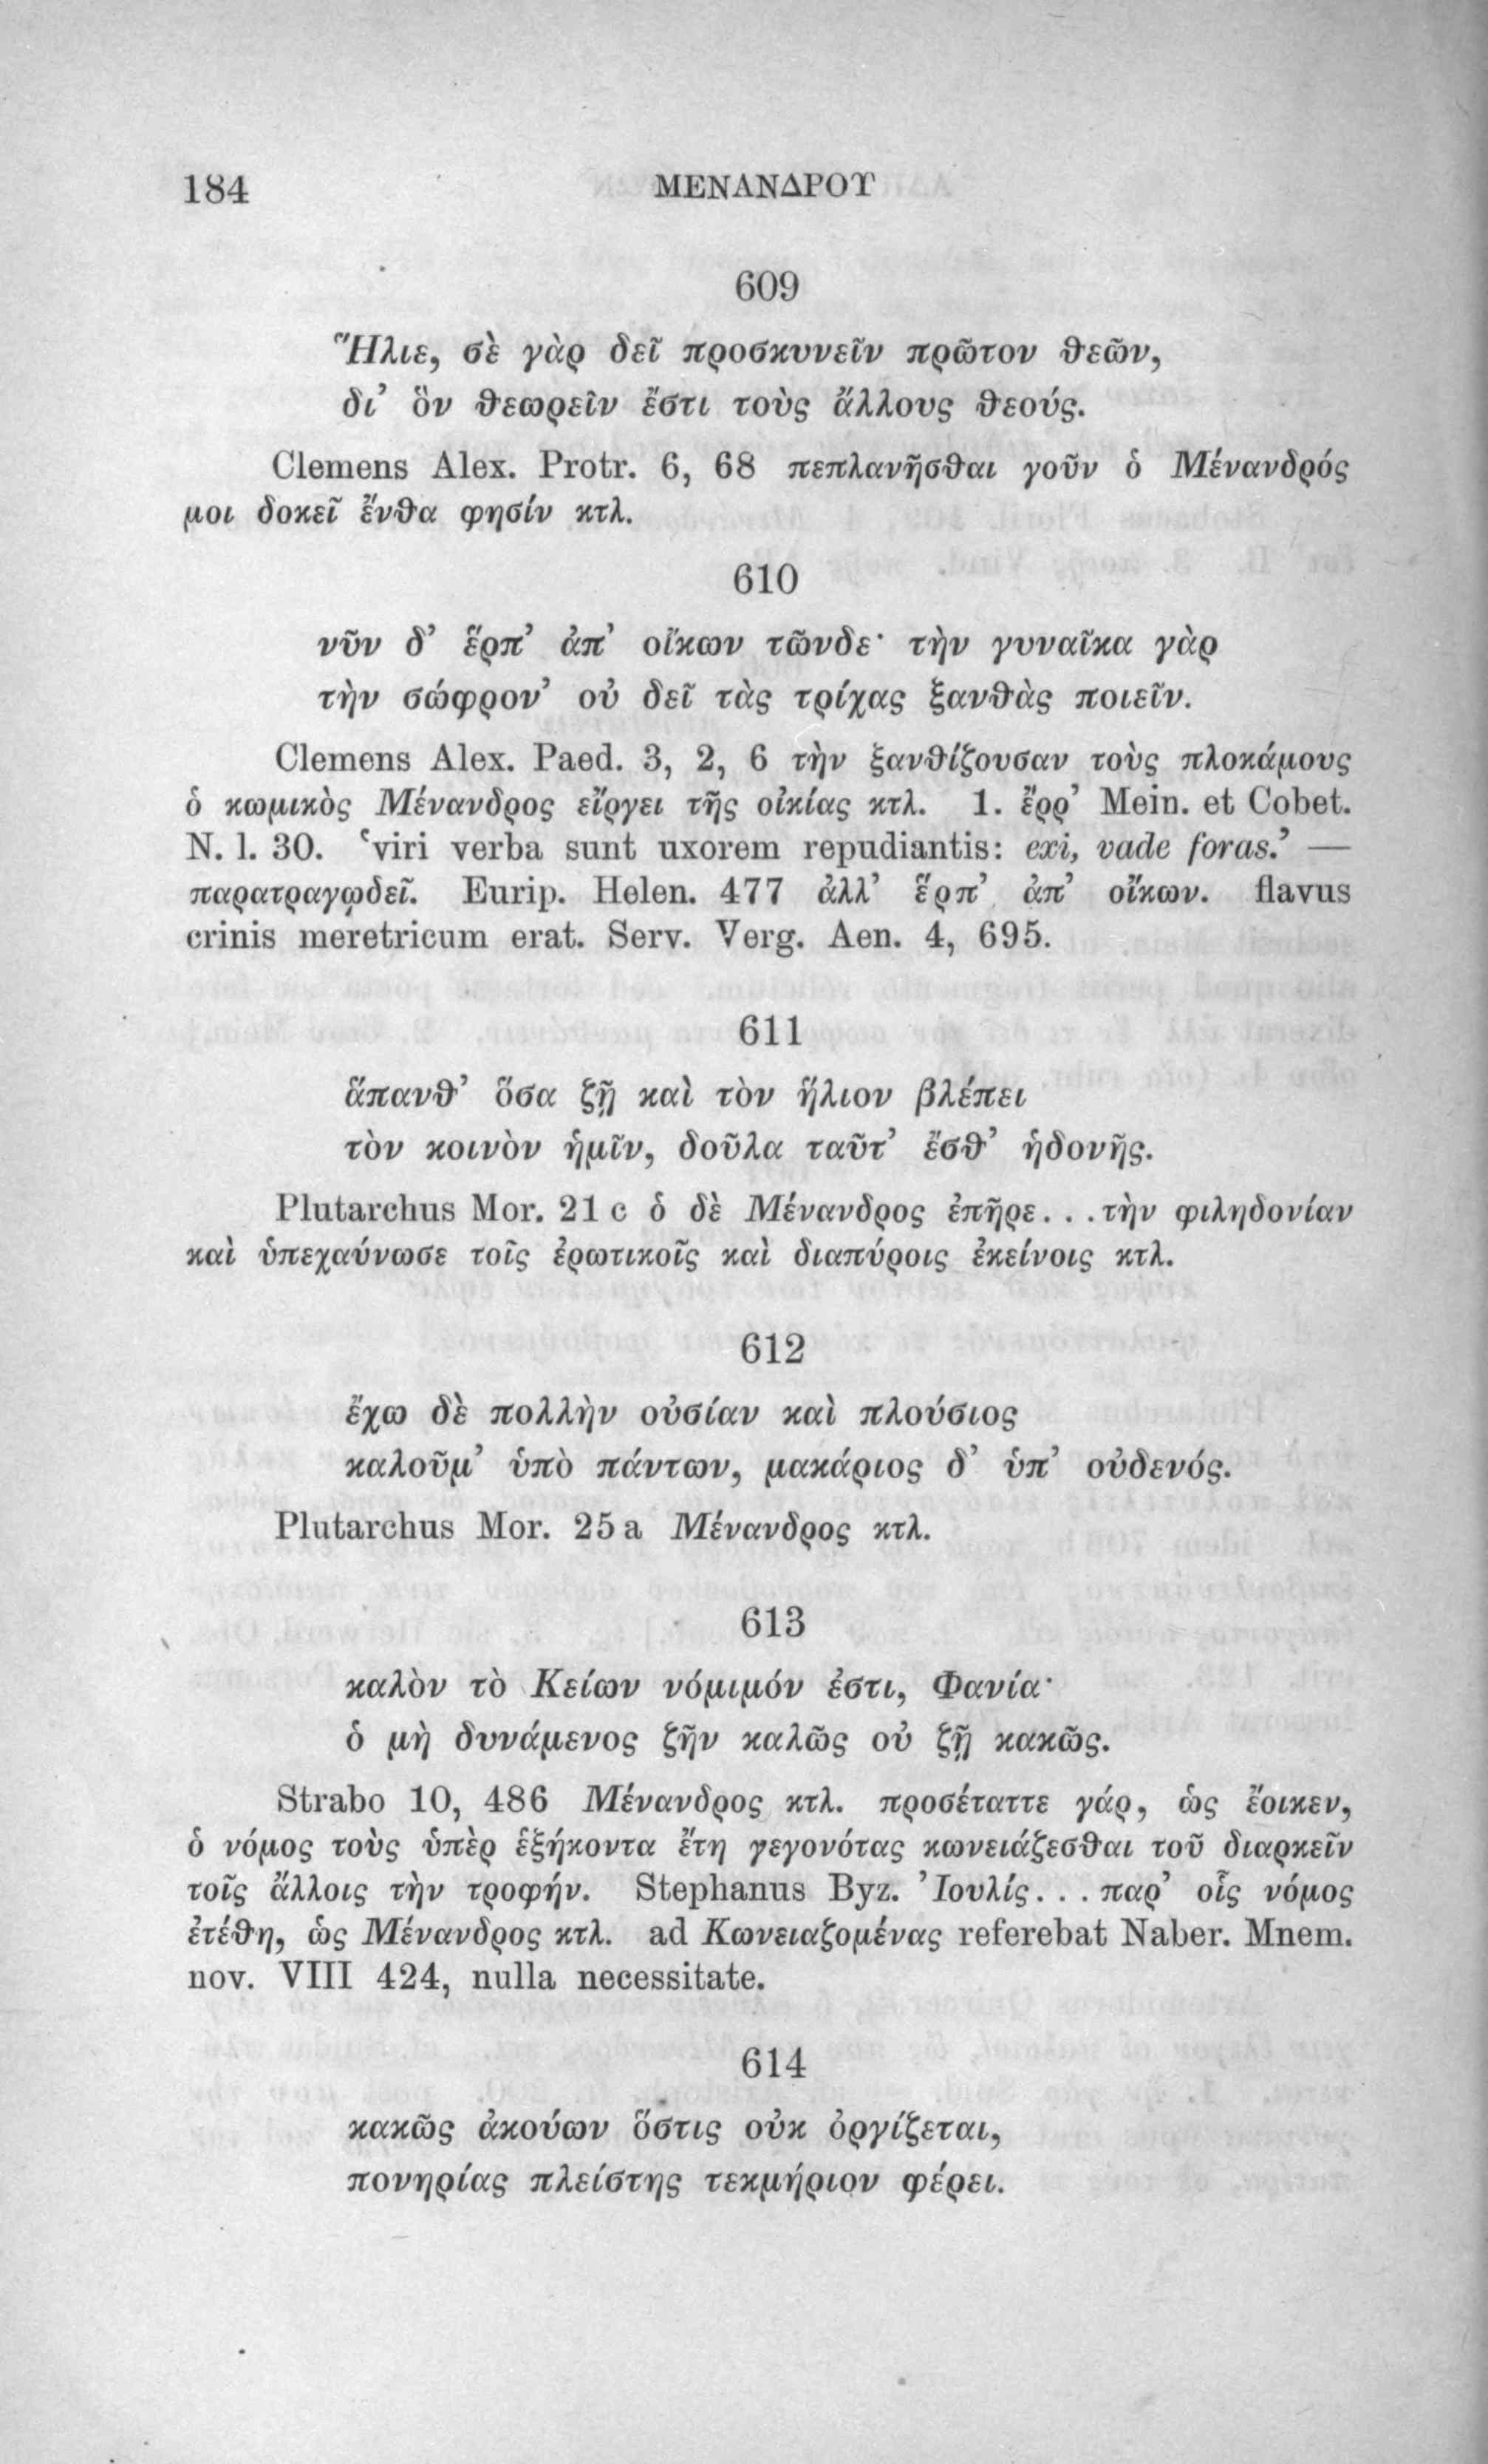 184
ΜΕΝΑΝΔΡΟΥ
609
Ἥλιε, σὲ γὰρ δεῖ προσκυνεῖν πρῶτον θεῶν,
δι’ ὃν θεωρεῖν ἔστι τοὺς ἄλλους θεούς.
Clemens Alex. Protr. 6, 68 πεπλανῆσθαι γοῦν ὁ Μένανδρός
μοι δοκεῖ ἔνθα φησίν κτλ.
610
νῦν δ’ ἕρπ’ ἀπ’ οἴκων τῶνδε· τὴν γυναῖκα γὰρ
τὴν σώφρον’ οὐ δεῖ τὰς τρίχας ξανθὰς ποιεῖν.
Clemens Alex. Paed. 3, 2, 6 τὴν ξανθίζουσαν τοὺς πλοκάμους
ὁ κωμικὸς Μένανδρος εἴργει τῆς οἰκίας κτλ. 1. ἔρρ’ Mein. et Cobet.
N. l. 30. ‘viri verba sunt uxorem repudiantis: exi, vade foras.’ —
παρατραγῳδεῖ. Eurip. Helen. 477 ἀλλ’ ἕρπ’ ἀπ’ οἴκων. flavus
crinis meretricum erat. Serv. Verg. Aen. 4, 695.
611
ἅπανθ’ ὅσα ζῇ καὶ τὸν ἥλιον βλέπει
τὸν κοινὸν ἡμῖν, δοῦλα ταῦτ’ ἔσθ’ ἡδονῆς.
Plutarchus Mor. 21 c ὁ δὲ Μένανδρος ἐπῆρε. . .τὴν φιληδονίαν
καὶ ὑπεχαύνωσε τοῖς ἐρωτικοῖς καὶ διαπύροις ἐκείνοις κτλ.
612
ἔχω δὲ πολλὴν οὐσίαν καὶ πλούσιος
καλοῦμ’ ὑπὸ πάντων, μακάριος δ’ ὑπ’ οὐδενός.
Plutarchus Mor. 25 a Μένανδρος κτλ.
613
καλὸν τὸ Κείων νόμιμόν ἐστι, Φανία·
ὁ μὴ δυνάμενος ζῆν καλῶς οὐ ζῇ κακῶς.
Strabo 10, 486 Μένανδρος κτλ. προσέταττε γάρ, ὡς ἔοικεν,
ὁ νόμος τοὺς ὑπὲρ ἑξήκοντα ἔτη γεγονότας κωνειάζεσθαι τοῦ διαρκεῖν
τοῖς ἄλλοις τὴν τροφήν. Stephanus Byz. Ἰουλίς. . . παρ’ οἷς νόμος
ἐτέθη, ὡς Μένανδρος κτλ. ad Κωνειαζομένας referebat Naber. Mnem.
nov. VIII 424, nulla necessitate.
614
κακῶς ἀκούων ὅστις οὐκ ὀργίζεται,
πονηρίας πλείστης τεκμήριον φέρει.